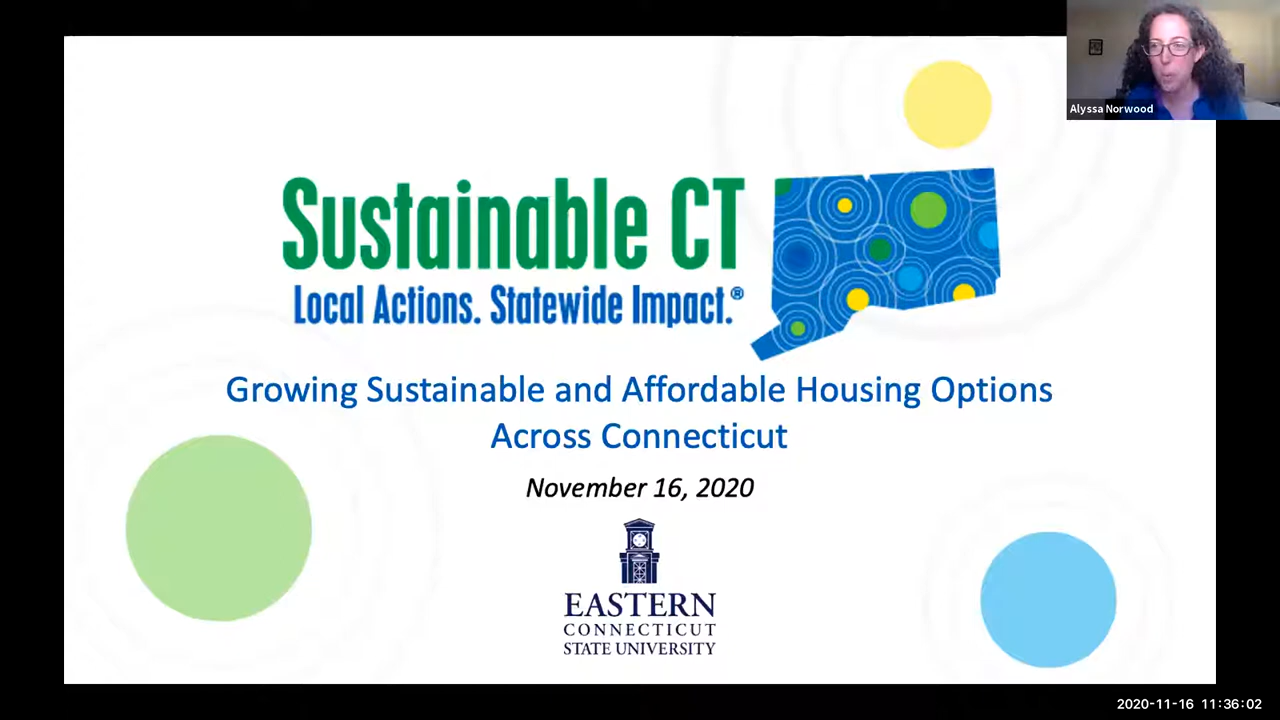 Alyssa Norwood
Sustainable CT
Local Actions. Statewide Impact.®
Growing Sustainable and Affordable Housing Options
Across Connecticut
November 16, 2020
EASTERN
CONNECTICUT
STATE UNIVERSITY
2020-11-16 11:36:02